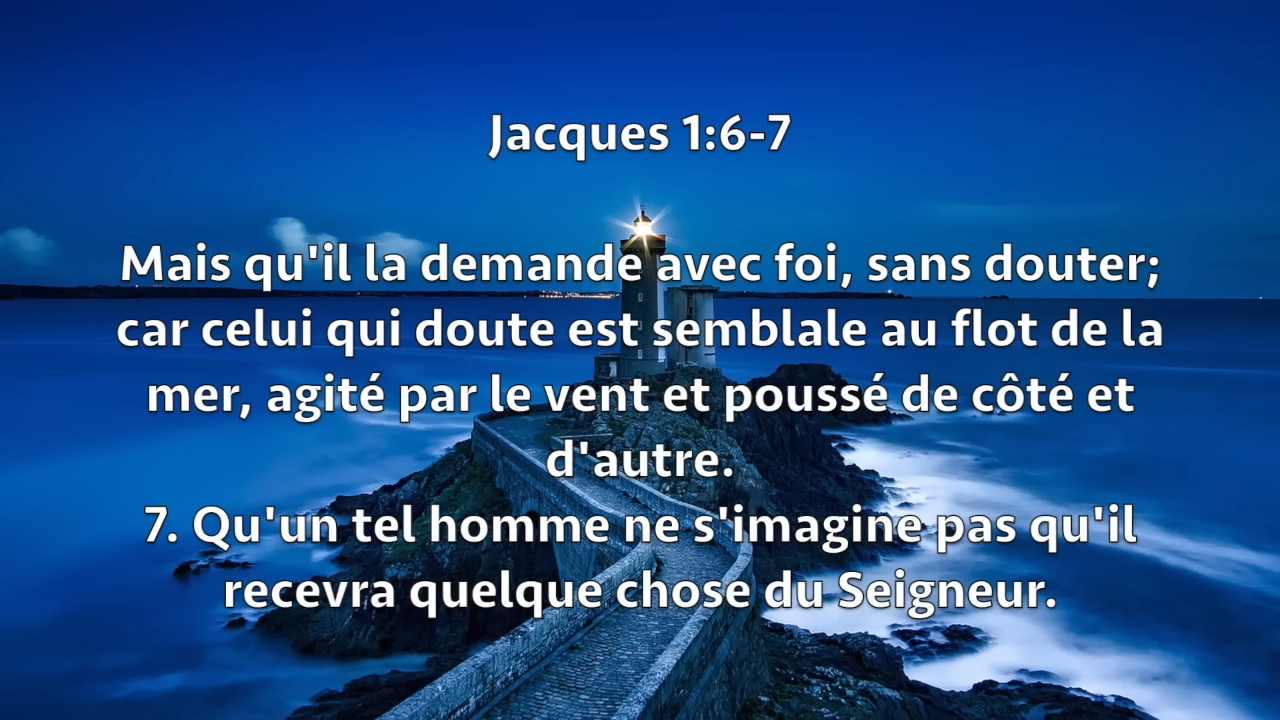 Jacques 1:6-7
Mais qu'il la demande avec foi, sans douter;
car celui qui doute est semblale au flot de la
mer, agité par le vent et poussé de côté et
d'autre.
7. Qu'un tel homme ne s'imagine pas qu'il
recevra quelque chose du Seigneur.